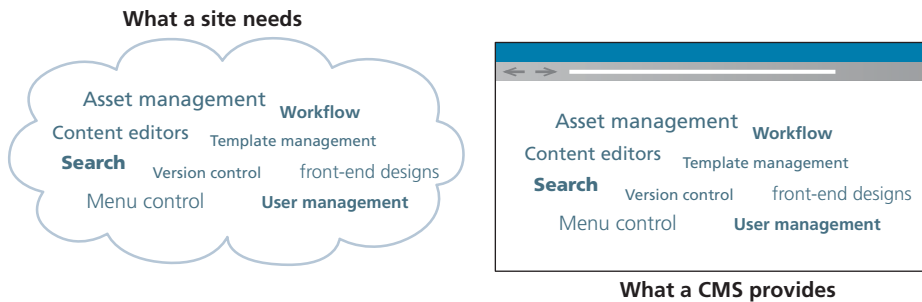 What a site needs
Asset management
Workflow
Content editors
Template management
Search
Version control
front-end designs
Menu control
User management
Asset management
Workflow
Content editors
Template management
Search
Version control
front-end designs
Menu control
User management
What a CMS provides